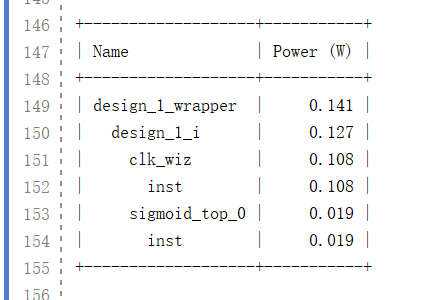 146 +-------------------+-----------+
147 | Name              | Power (W) |
148 +-------------------+-----------+
149 | design_1_wrapper  |     0.141 |
150 |   design_1_i      |     0.127 |
151 |     clk_wiz       |     0.108 |
152 |       inst        |     0.108 |
153 |     sigmoid_top_0 |     0.019 |
154 |       inst        |     0.019 |
155 +-------------------+-----------+
156